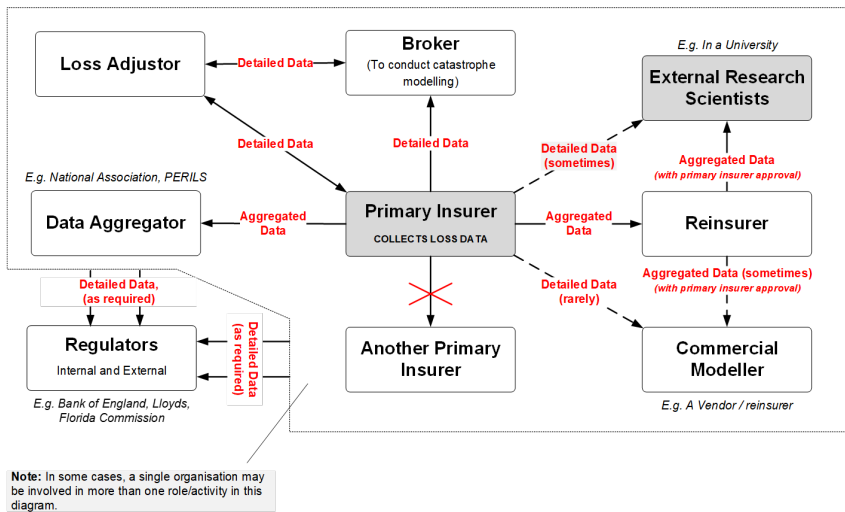 Loss Adjustor
Detailed Data
Broker
(To conduct catastrophe
modelling)
E.g. In a University
External Research
Scientists
Detailed Data
Detailed Data
Detailed Data
(sometimes)
Aggregated Data
(with primary insurer approval)
E.g. National Association, PERILS
Data Aggregator
Aggregated
Data
Primary Insurer
COLLECTS LOSS DATA
Aggregated
Data
Reinsurer
Detailed Data,
(as required)
Detailed Data
(rarely)
Aggregated Data (sometimes)
(with primary insurer approval)
Regulators
Internal and External
Detailed Data
(as required)
Another Primary
Insurer
Commercial
Modeller
E.g. Bank of England, Lloyds,
Florida Commission
E.g. A Vendor / reinsurer
Note: In some cases, a single organisation may
be involved in more than one role/activity in this
diagram.